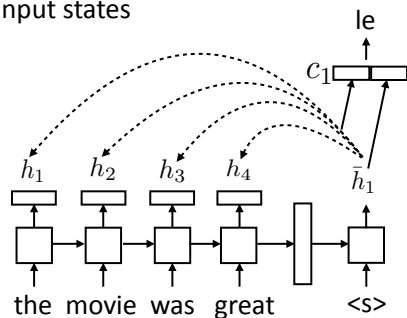 nput states
le
c₁
h₁ h₂ h₃ h₄ h̄₁
the movie was great <s>